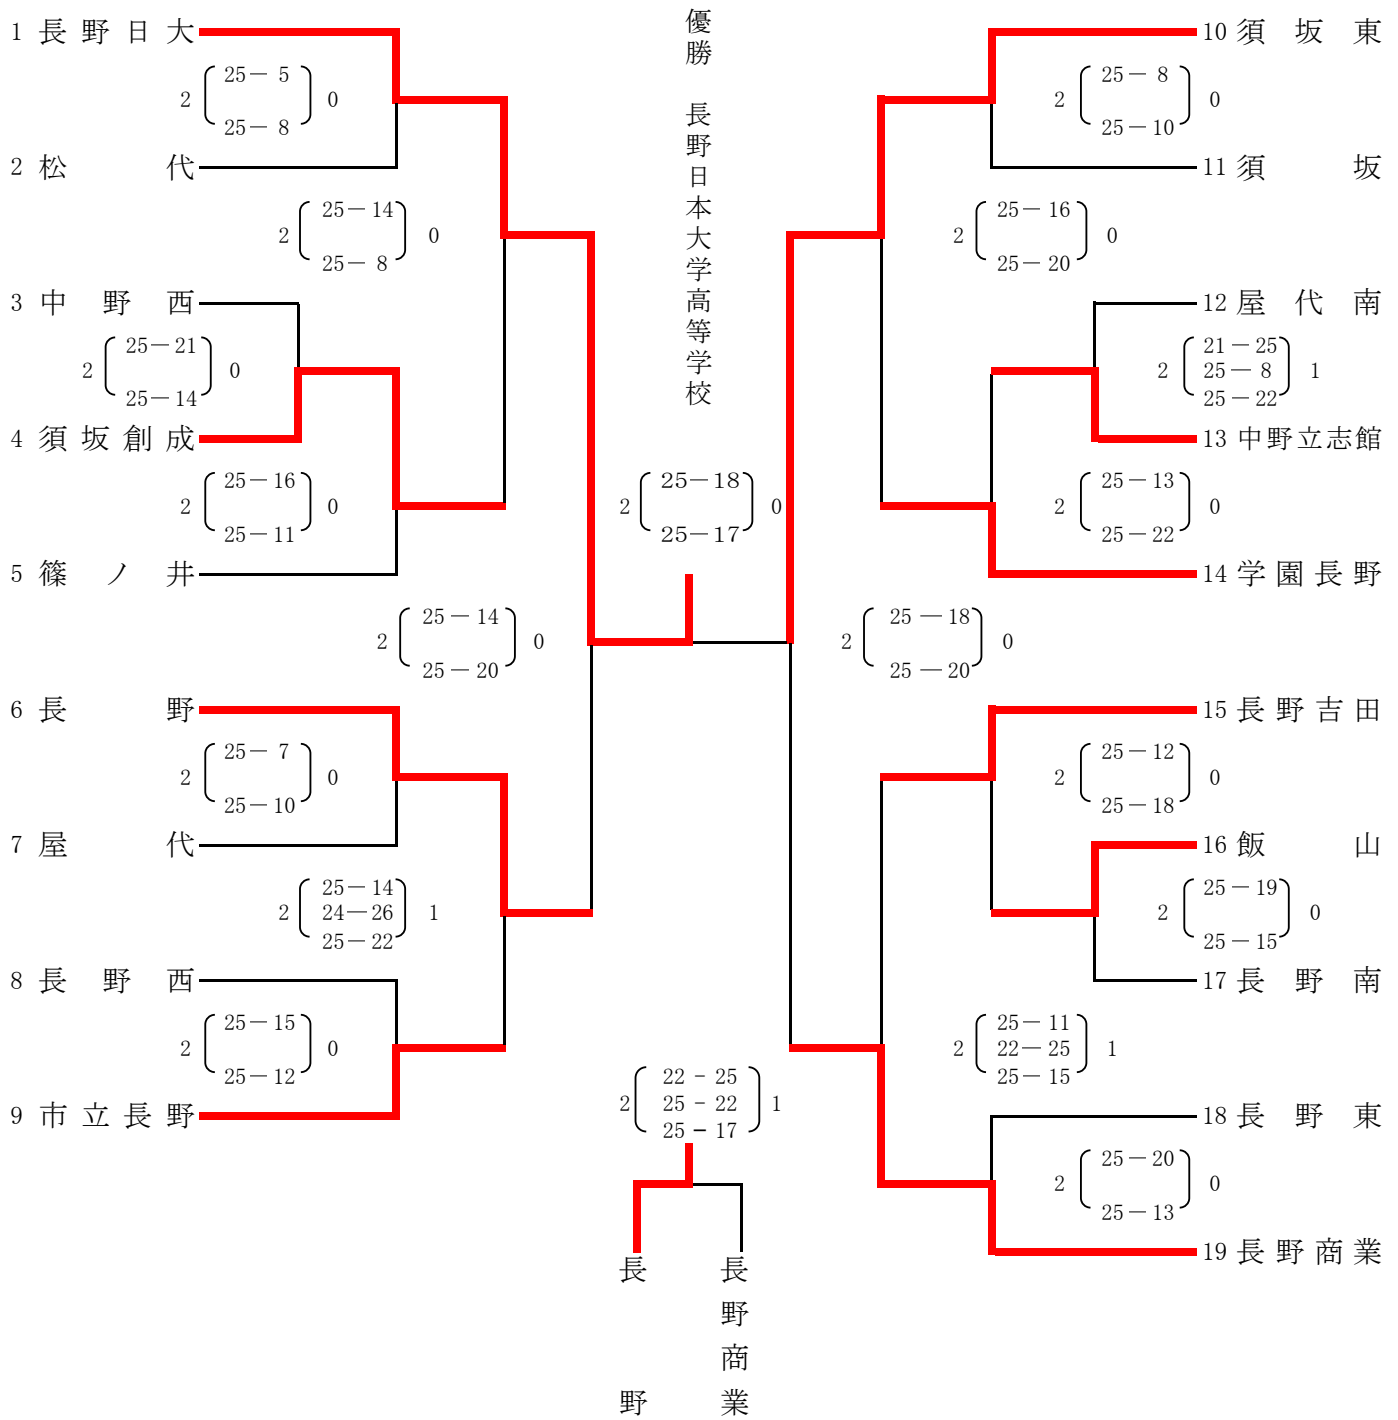 優勝 長野日本大学高等学校
1 長野日大
25－ 5
2 0
25－ 8
2 松代
25－14
2 0
25－ 8
3 中野西
25－21
2 0
25－14
4 須坂創成
25－16
2 0
25－11
5 篠ノ井
25－14
2 0
25－20
6 長野
25－ 7
2 0
25－10
7 屋代
25－14
2 24－26 1
25－22
8 長野西
25－15
2 0
25－12
9 市立長野
25－18
2 0
25－17
22 - 25
2 25 - 22 1
25 - 17
長野
長野商業
10 須坂東
25－ 8
2 0
25－10
11 須坂
25－16
2 0
25－20
12 屋代南
21－25
2 25－ 8 1
25－22
13 中野立志館
25－13
2 0
25－22
14 学園長野
25－18
2 0
25－20
15 長野吉田
25－12
2 0
25－18
16 飯山
25－19
2 0
25－15
17 長野南
25－11
2 22－25 1
25－15
18 長野東
25－20
2 0
25－13
19 長野商業